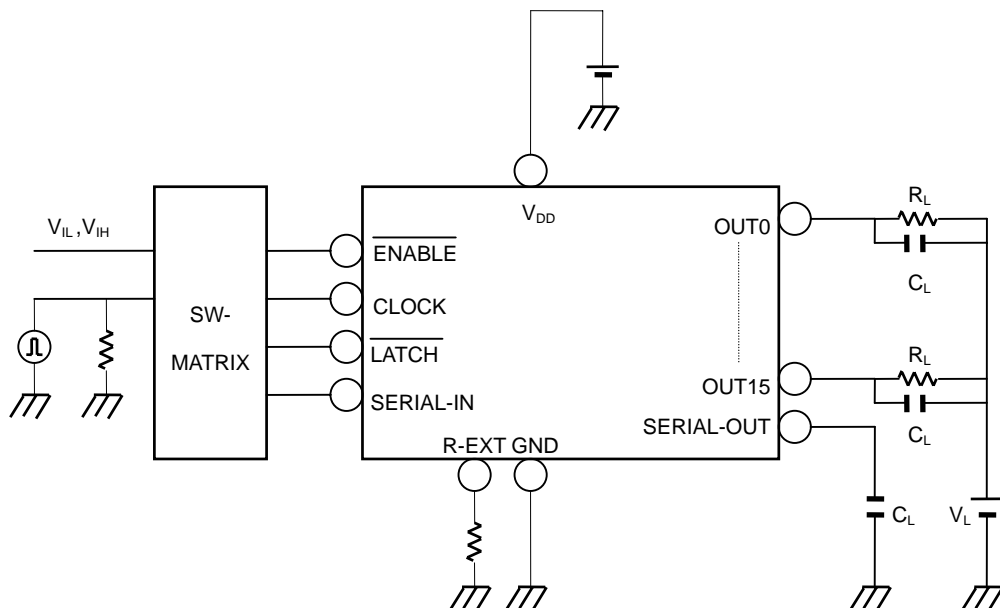 V_DD
V_IL ,V_IH
SW-
MATRIX
ENABLE
CLOCK
LATCH
SERIAL-IN
OUT0
OUT15
SERIAL-OUT
R-EXT GND
R_L
C_L
R_L
C_L
C_L
V_L